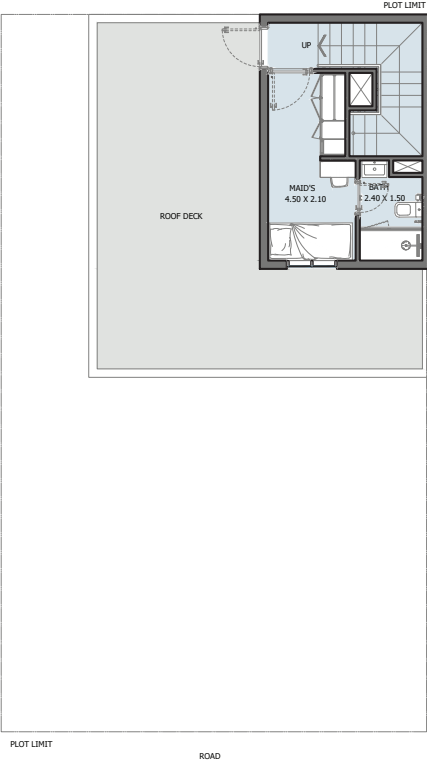 PLOT LIMIT
UP
MAID'S
4.50 X 2.10
BATH
2.40 X 1.50
ROOF DECK
PLOT LIMIT
ROAD